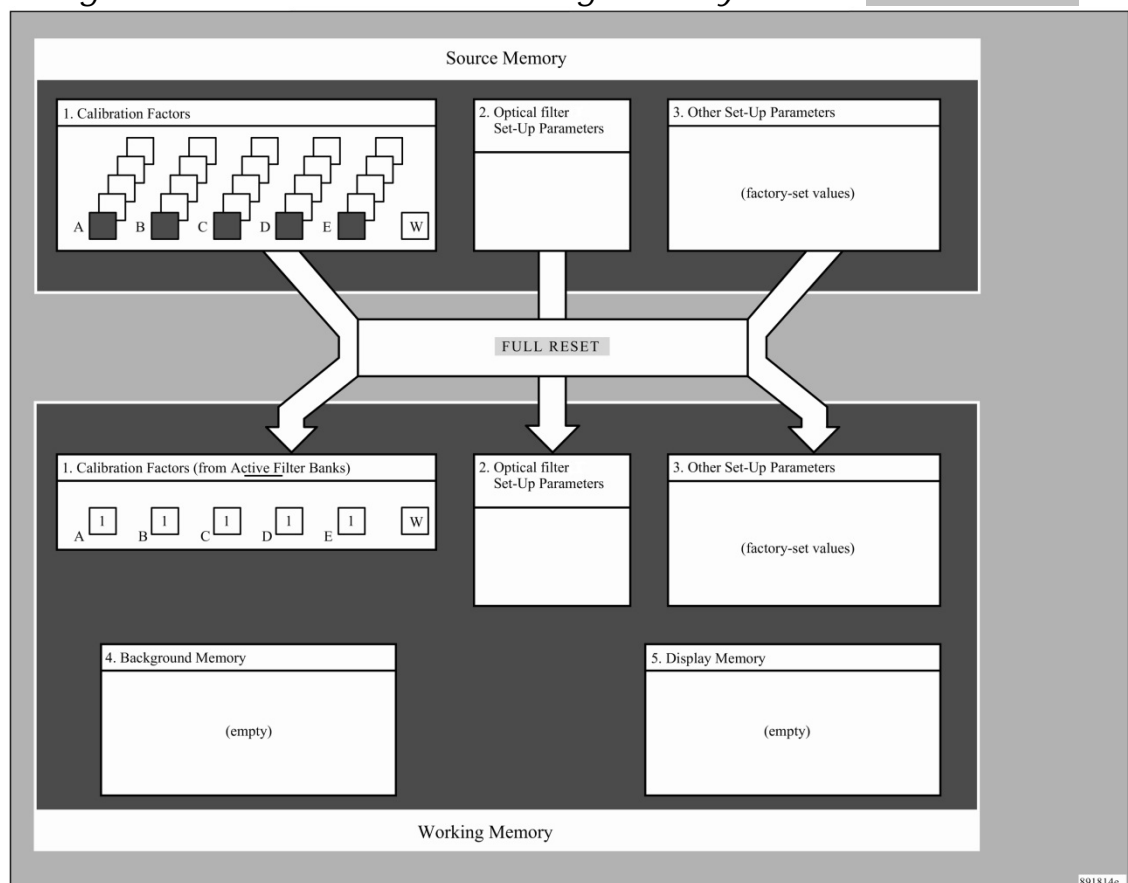 Source Memory
1. Calibration Factors
2. Optical filter
Set-Up Parameters
3. Other Set-Up Parameters
(factory-set values)
A B C D E W
FULL RESET
1. Calibration Factors (from Active Filter Banks)
2. Optical filter
Set-Up Parameters
3. Other Set-Up Parameters
A 1 B 1 C 1 D 1 E 1 W
(factory-set values)
4. Background Memory
5. Display Memory
(empty)
(empty)
Working Memory
891814e